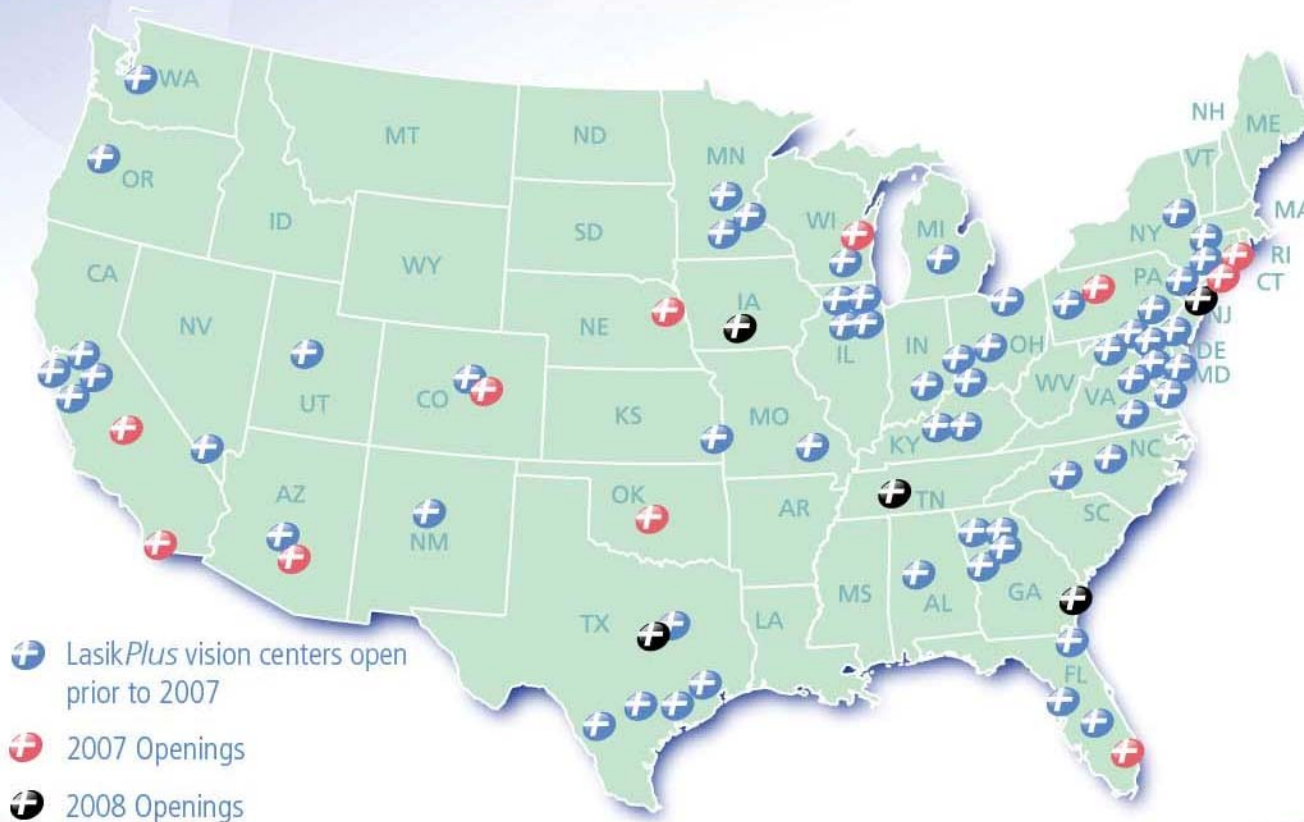 WA
MT
ND
MN
NH
ME
VT
OR
ID
SD
WI
MI
NY
MA
RI
CT
WY
CA
NV
NE
IA
PA
NJ
IL
IN
OH
DE
MD
UT
CO
KS
MO
WV
VA
KY
NC
AZ
NM
OK
AR
TN
SC
TX
LA
MS
AL
GA
FL
LasikPlus vision centers open
prior to 2007
2007 Openings
2008 Openings